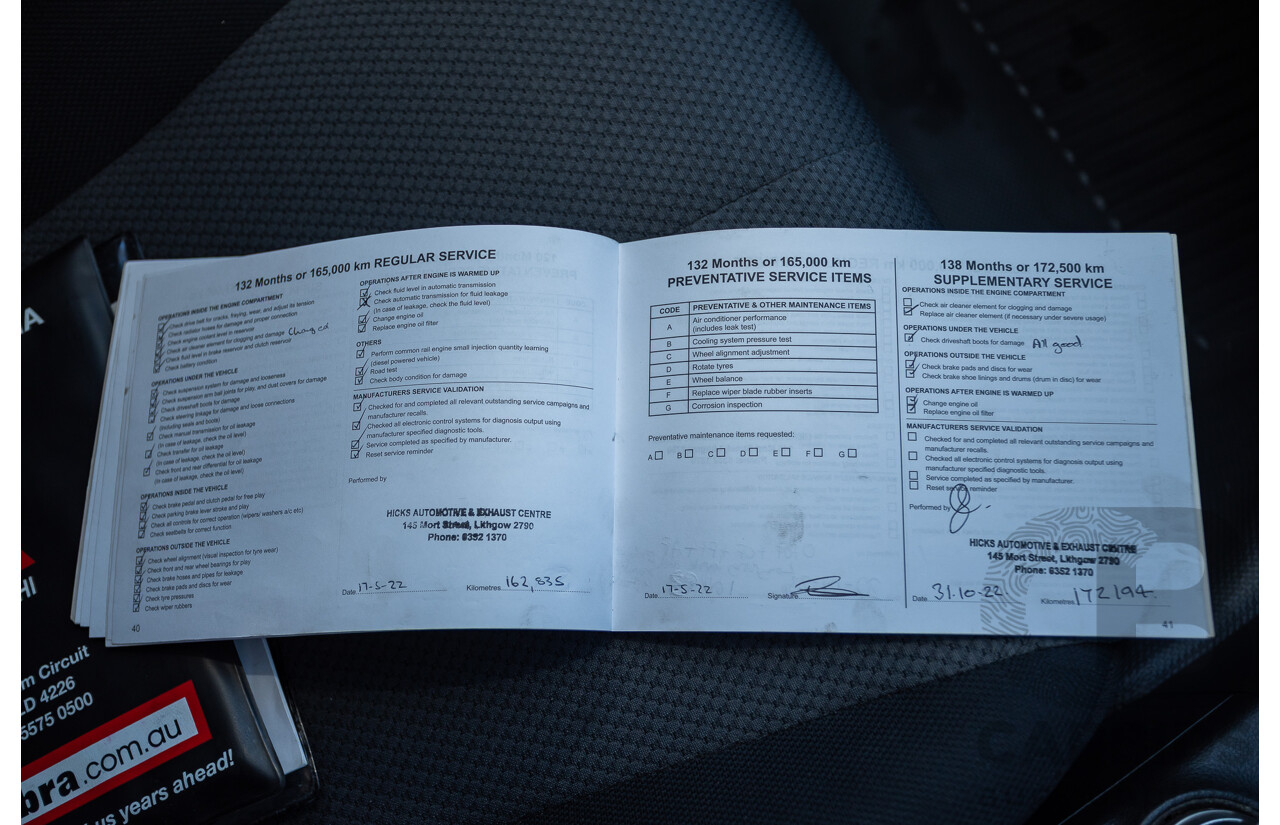 132 Months or 165,000 km REGULAR SERVICE
OPERATIONS INSIDE THE ENGINE COMPARTMENT
Check drive belt for cracks, fraying, wear, and adjust its tension
Check radiator hoses for damage and proper connection
Check engine coolant level in reservoir
Check air cleaner element for clogging and damage Changed
Check fluid level in brake reservoir and clutch reservoir
Check battery condition
OPERATIONS UNDER THE VEHICLE
Check suspension system for damage and looseness
Check suspension arm ball joints for play, and dust covers for damage
Check driveshaft boots for damage
Check steering linkage for damage and loose connections
(including seals and boots)
Check manual transmission for oil leakage
(In case of leakage, check the oil level)
Check transfer for oil leakage
(In case of leakage, check the oil level)
Check front and rear differential for oil leakage
(In case of leakage, check the oil level)
OPERATIONS INSIDE THE VEHICLE
Check brake pedal and clutch pedal for free play
Check parking brake lever stroke and play
Check all controls for correct operation (wipers/ washers a/c etc)
Check seatbelts for correct function
OPERATIONS OUTSIDE THE VEHICLE
Check wheel alignment (visual inspection for tyre wear)
Check front and rear wheel bearings for play
Check brake hoses and pipes for leakage
Check brake pads and discs for wear
Check tyre pressures
Check wiper rubbers
40
OPERATIONS AFTER ENGINE IS WARMED UP
Check fluid level in automatic transmission
Check automatic transmission for fluid leakage
(In case of leakage, check the fluid level)
Change engine oil
Replace engine oil filter
OTHERS
Perform common rail engine small injection quantity learning
(diesel powered vehicle)
Road test
Check body condition for damage
MANUFACTURERS SERVICE VALIDATION
Checked for and completed all relevant outstanding service campaigns and
manufacturer recalls.
Checked all electronic control systems for diagnosis output using
manufacturer specified diagnostic tools.
Service completed as specified by manufacturer.
Reset service reminder
Performed by
HICKS AUTOMOTIVE & EXHAUST CENTRE
145 Mort Street, Lithgow 2790
Phone: 6352 1370
Date 17-5-22 Kilometres 162,835
132 Months or 165,000 km
PREVENTATIVE SERVICE ITEMS
CODE PREVENTATIVE & OTHER MAINTENANCE ITEMS
A Air conditioner performance
(includes leak test)
B Cooling system pressure test
C Wheel alignment adjustment
D Rotate tyres
E Wheel balance
F Replace wiper blade rubber inserts
G Corrosion inspection
Preventative maintenance items requested:
A B C D E F G
Date 17-5-22 Signature
138 Months or 172,500 km
SUPPLEMENTARY SERVICE
OPERATIONS INSIDE THE ENGINE COMPARTMENT
Check air cleaner element for clogging and damage
Replace air cleaner element (if necessary under severe usage)
OPERATIONS UNDER THE VEHICLE
Check driveshaft boots for damage All good
OPERATIONS OUTSIDE THE VEHICLE
Check brake pads and discs for wear
Check brake shoe linings and drums (drum in disc) for wear
OPERATIONS AFTER ENGINE IS WARMED UP
Change engine oil
Replace engine oil filter
MANUFACTURERS SERVICE VALIDATION
Checked for and completed all relevant outstanding service campaigns and
manufacturer recalls.
Checked all electronic control systems for diagnosis output using
manufacturer specified diagnostic tools.
Service completed as specified by manufacturer.
Reset service reminder
Performed by
HICKS AUTOMOTIVE & EXHAUST CENTRE
145 Mort Street, Lithgow 2790
Phone: 6352 1370
Date 31.10-22 Kilometres 172194
41
m Circuit
LD 4226
5575 0500
bra.com.au
us years ahead!